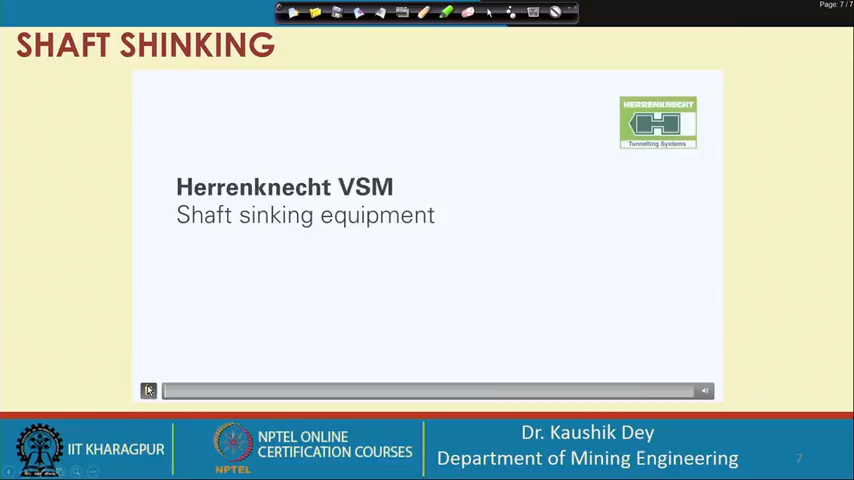 Page: 7 / 7
SHAFT SHINKING
HERRENKNECHT
Tunnelling Systems
Herrenknecht VSM
Shaft sinking equipment
IIT KHARAGPUR
NPTEL
NPTEL ONLINE
CERTIFICATION COURSES
Dr. Kaushik Dey
Department of Mining Engineering
7